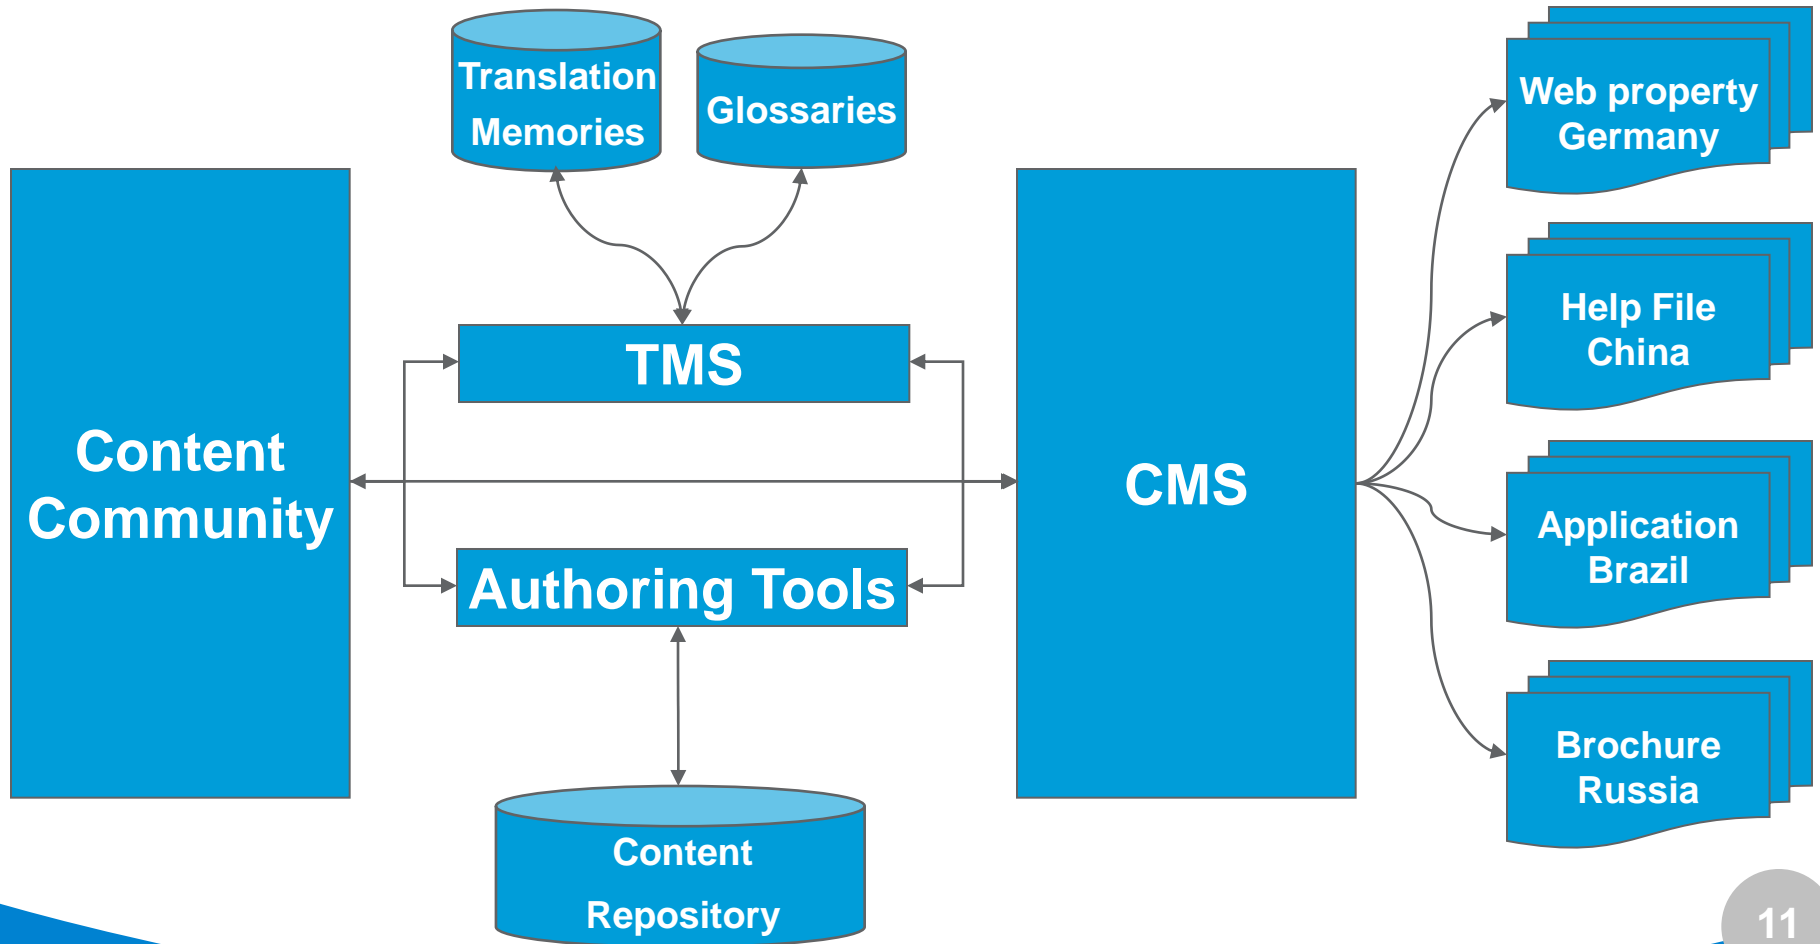 Translation
Memories
Glossaries
Web property
Germany
Help File
China
TMS
Content
Community
CMS
Application
Brazil
Authoring Tools
Brochure
Russia
Content
Repository
11